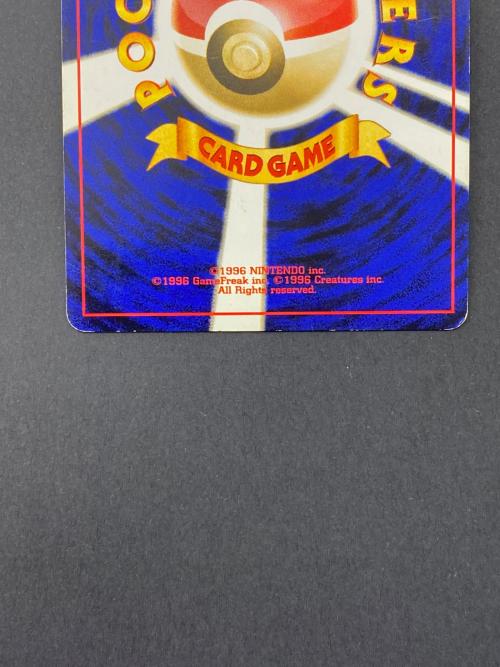 POC
ERS
CARD GAME
©1996 NINTENDO inc.
©1996 GameFreak inc. ©1996 Creatures inc.
All Rights reserved.